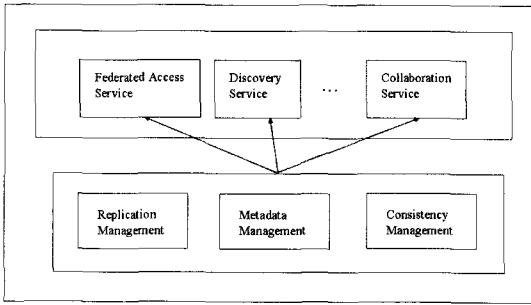 Federated Access
Service
Discovery
Service
...
Collaboration
Service
Replication
Management
Metadata
Management
Consistency
Management